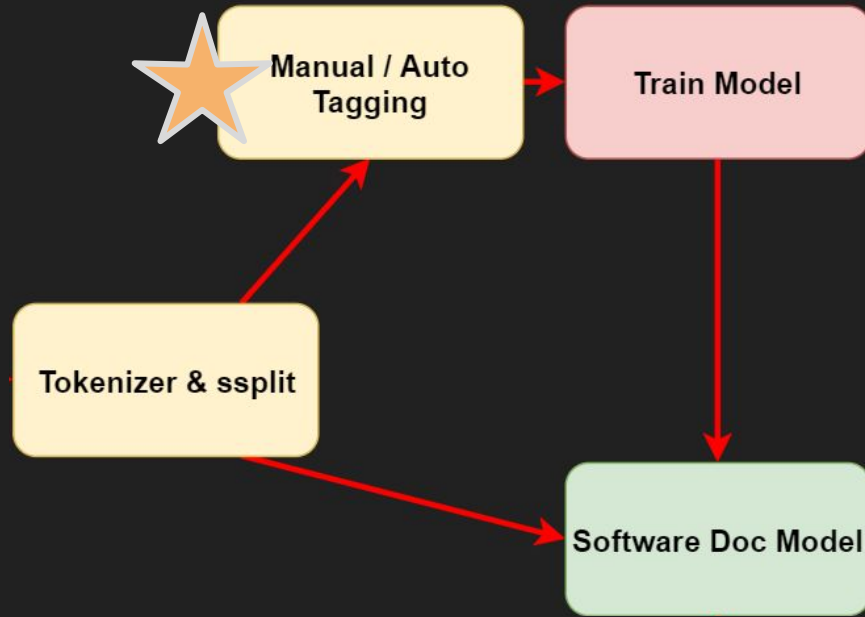 Manual / Auto
Tagging
Train Model
Tokenizer & ssplit
Software Doc Model